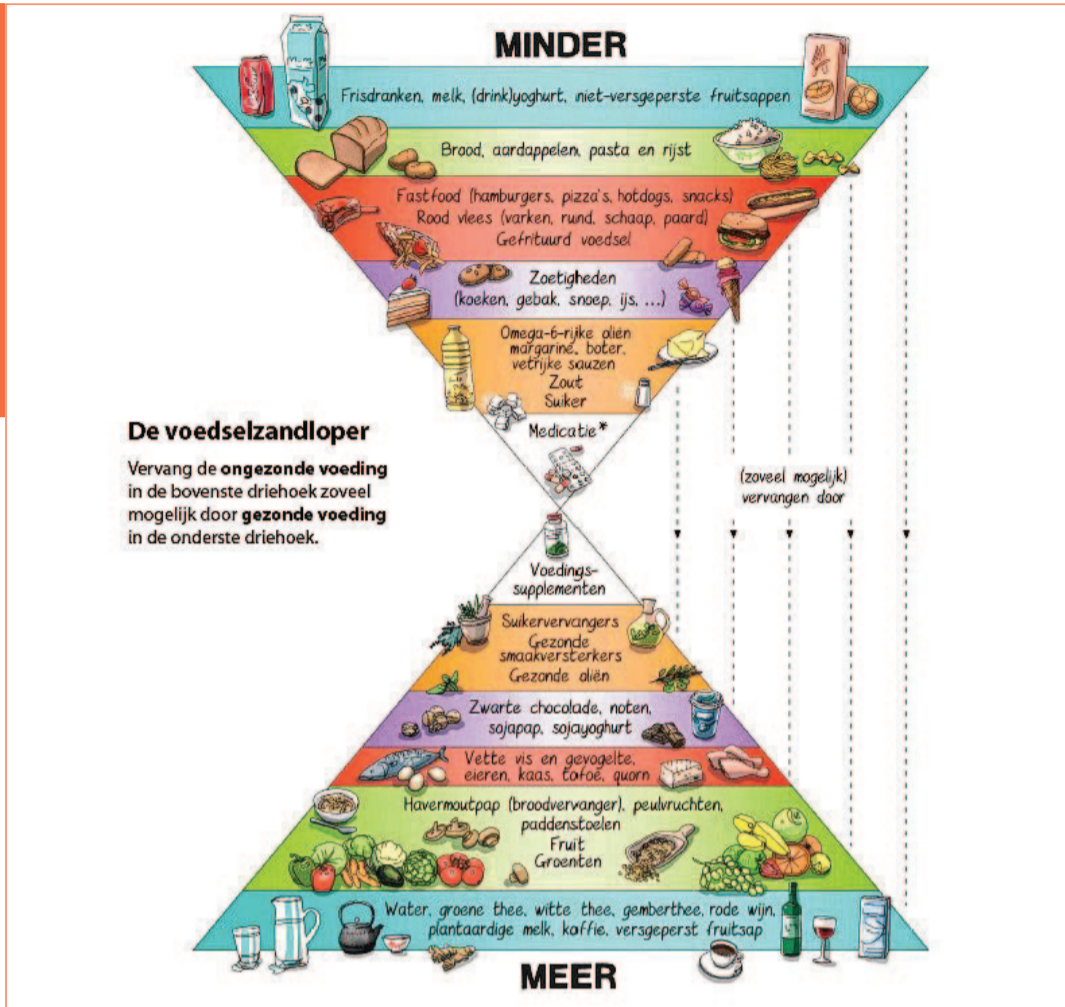 MINDER
Frisdranken, melk, (drink)yoghurt, niet-versgeperste fruitsappen
Brood, aardappelen, pasta en rijst
Fastfood (hamburgers, pizza's, hotdogs, snacks)
Rood vlees (varken, rund, schaap, paard)
Gefrituurd voedsel
Zoetigheden
(koeken, gebak, snoep, ijs, ...)
Omega-6-rijke oliën
margarine, boter,
vetrijke sauzen
Zout
Suiker
Medicatie*
De voedselzandloper
Vervang de ongezonde voeding
in de bovenste driehoek zoveel
mogelijk door gezonde voeding
in de onderste driehoek.
(zoveel mogelijk)
vervangen door
Voedings-
supplementen
Suikervervangers
Gezonde
smaakversterkers
Gezonde oliën
Zwarte chocolade, noten,
sojapap, sojayoghurt
Vette vis en gevogelte,
eieren, kaas, tofoe, quorn
Havermoutpap (broodvervanger), peulvruchten,
paddenstoelen
Fruit
Groenten
Water, groene thee, witte thee, gemberthee, rode wijn,
plantaardige melk, koffie, versgeperst fruitsap
MEER